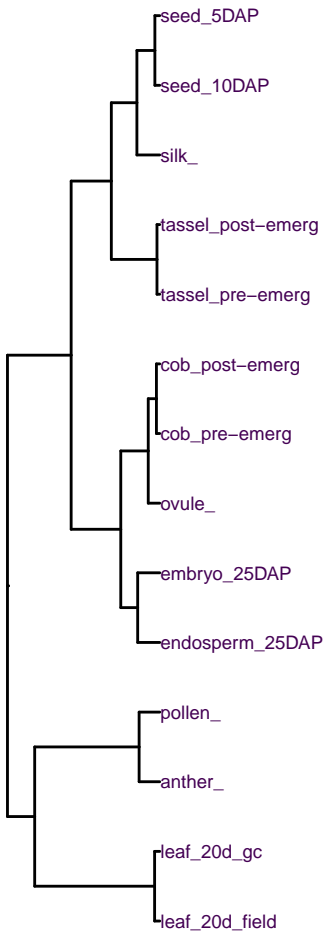 seed_5DAP
seed_10DAP
silk_
tassel_post−emerg
tassel_pre−emerg
cob_post−emerg
cob_pre−emerg
ovule_
embryo_25DAP
endosperm_25DAP
pollen_
anther_
leaf_20d_gc
leaf_20d_field